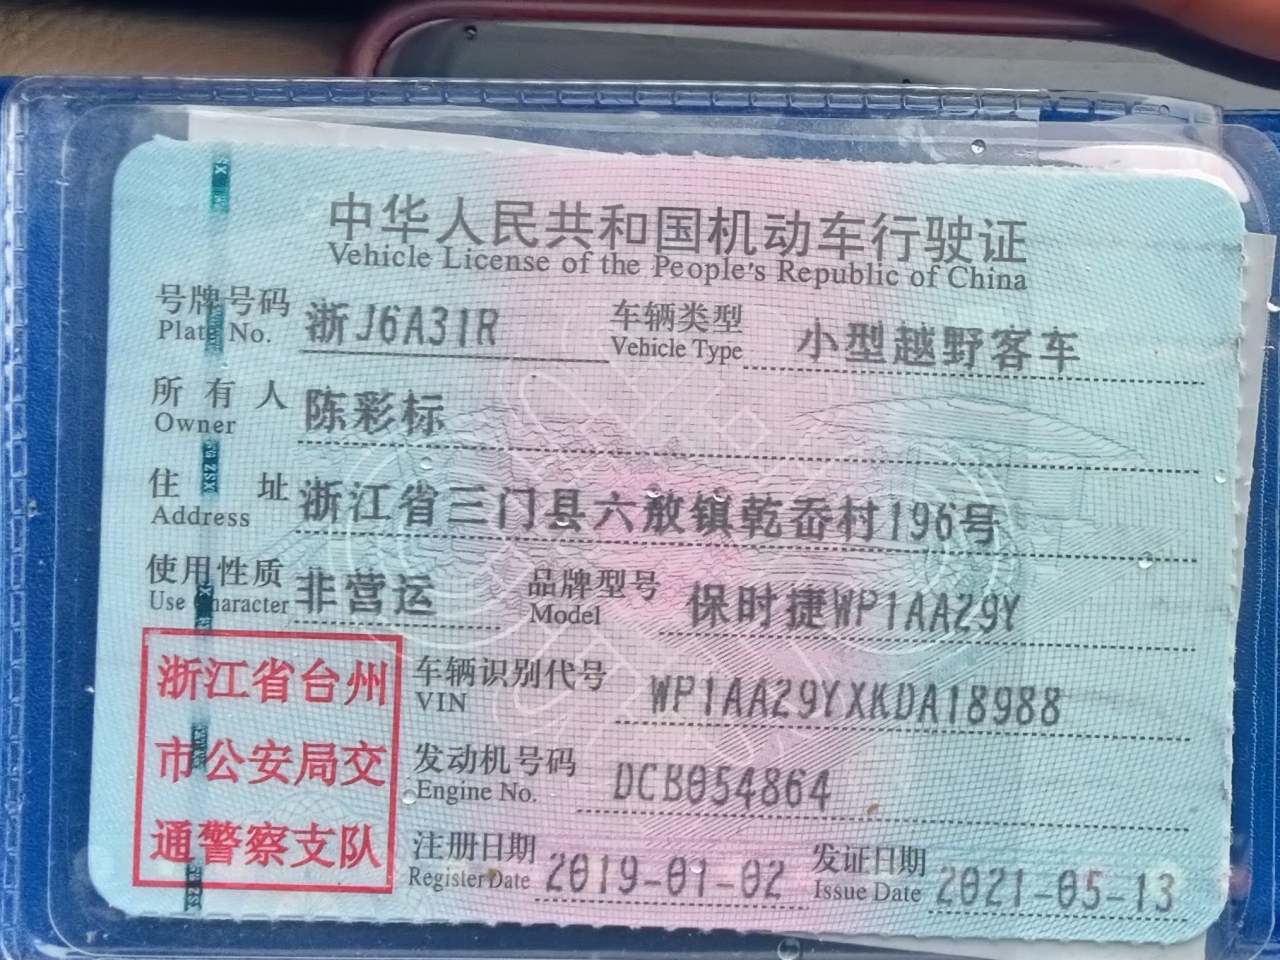 中华人民共和国机动车行驶证
Vehicle License of the People's Republic of China
号牌号码 浙J6A31R 车辆类型 小型越野客车
Plate No. Vehicle Type
所有人 陈彩标
Owner
住址 浙江省三门县六敖镇乾岙村196号
Address
使用性质 非营运 品牌型号 保时捷WP1AA29Y
Use Character Model
浙江省台州
市公安局交
通警察支队
车辆识别代号 WP1AA29YXKDA18988
VIN
发动机号码 DCB054864
Engine No.
注册日期 2019-01-02 发证日期 2021-05-13
Register Date Issue Date